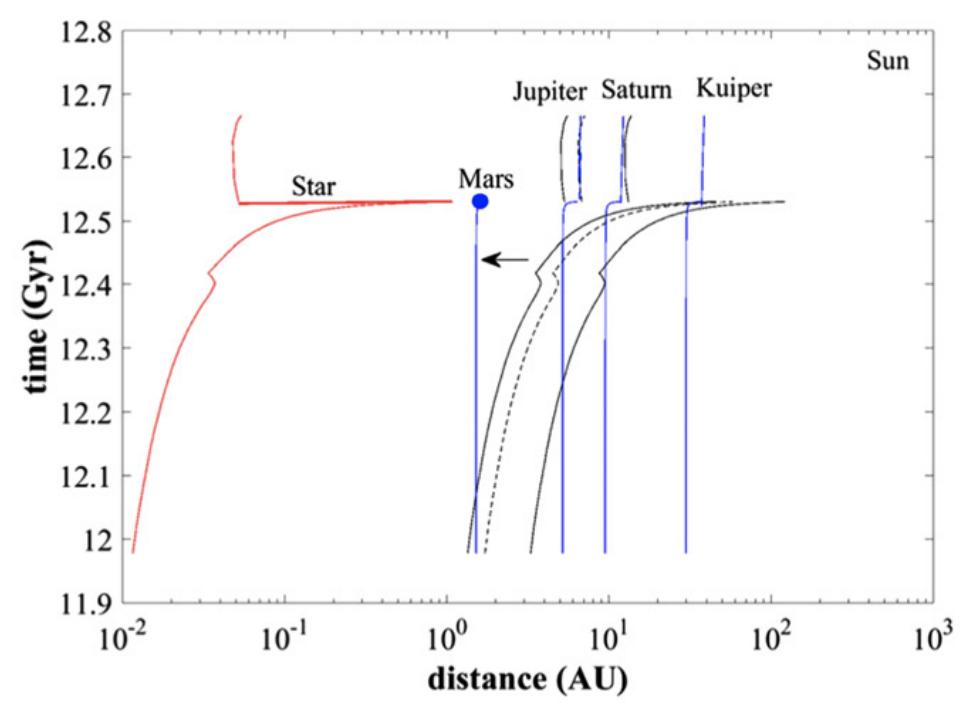 12.8
Sun
12.7
Jupiter Saturn Kuiper
12.6
Star
Mars
12.5
12.4
12.3
12.2
12.1
12
11.9
time (Gyr)
10-2 10-1 100 101 102 103
distance (AU)